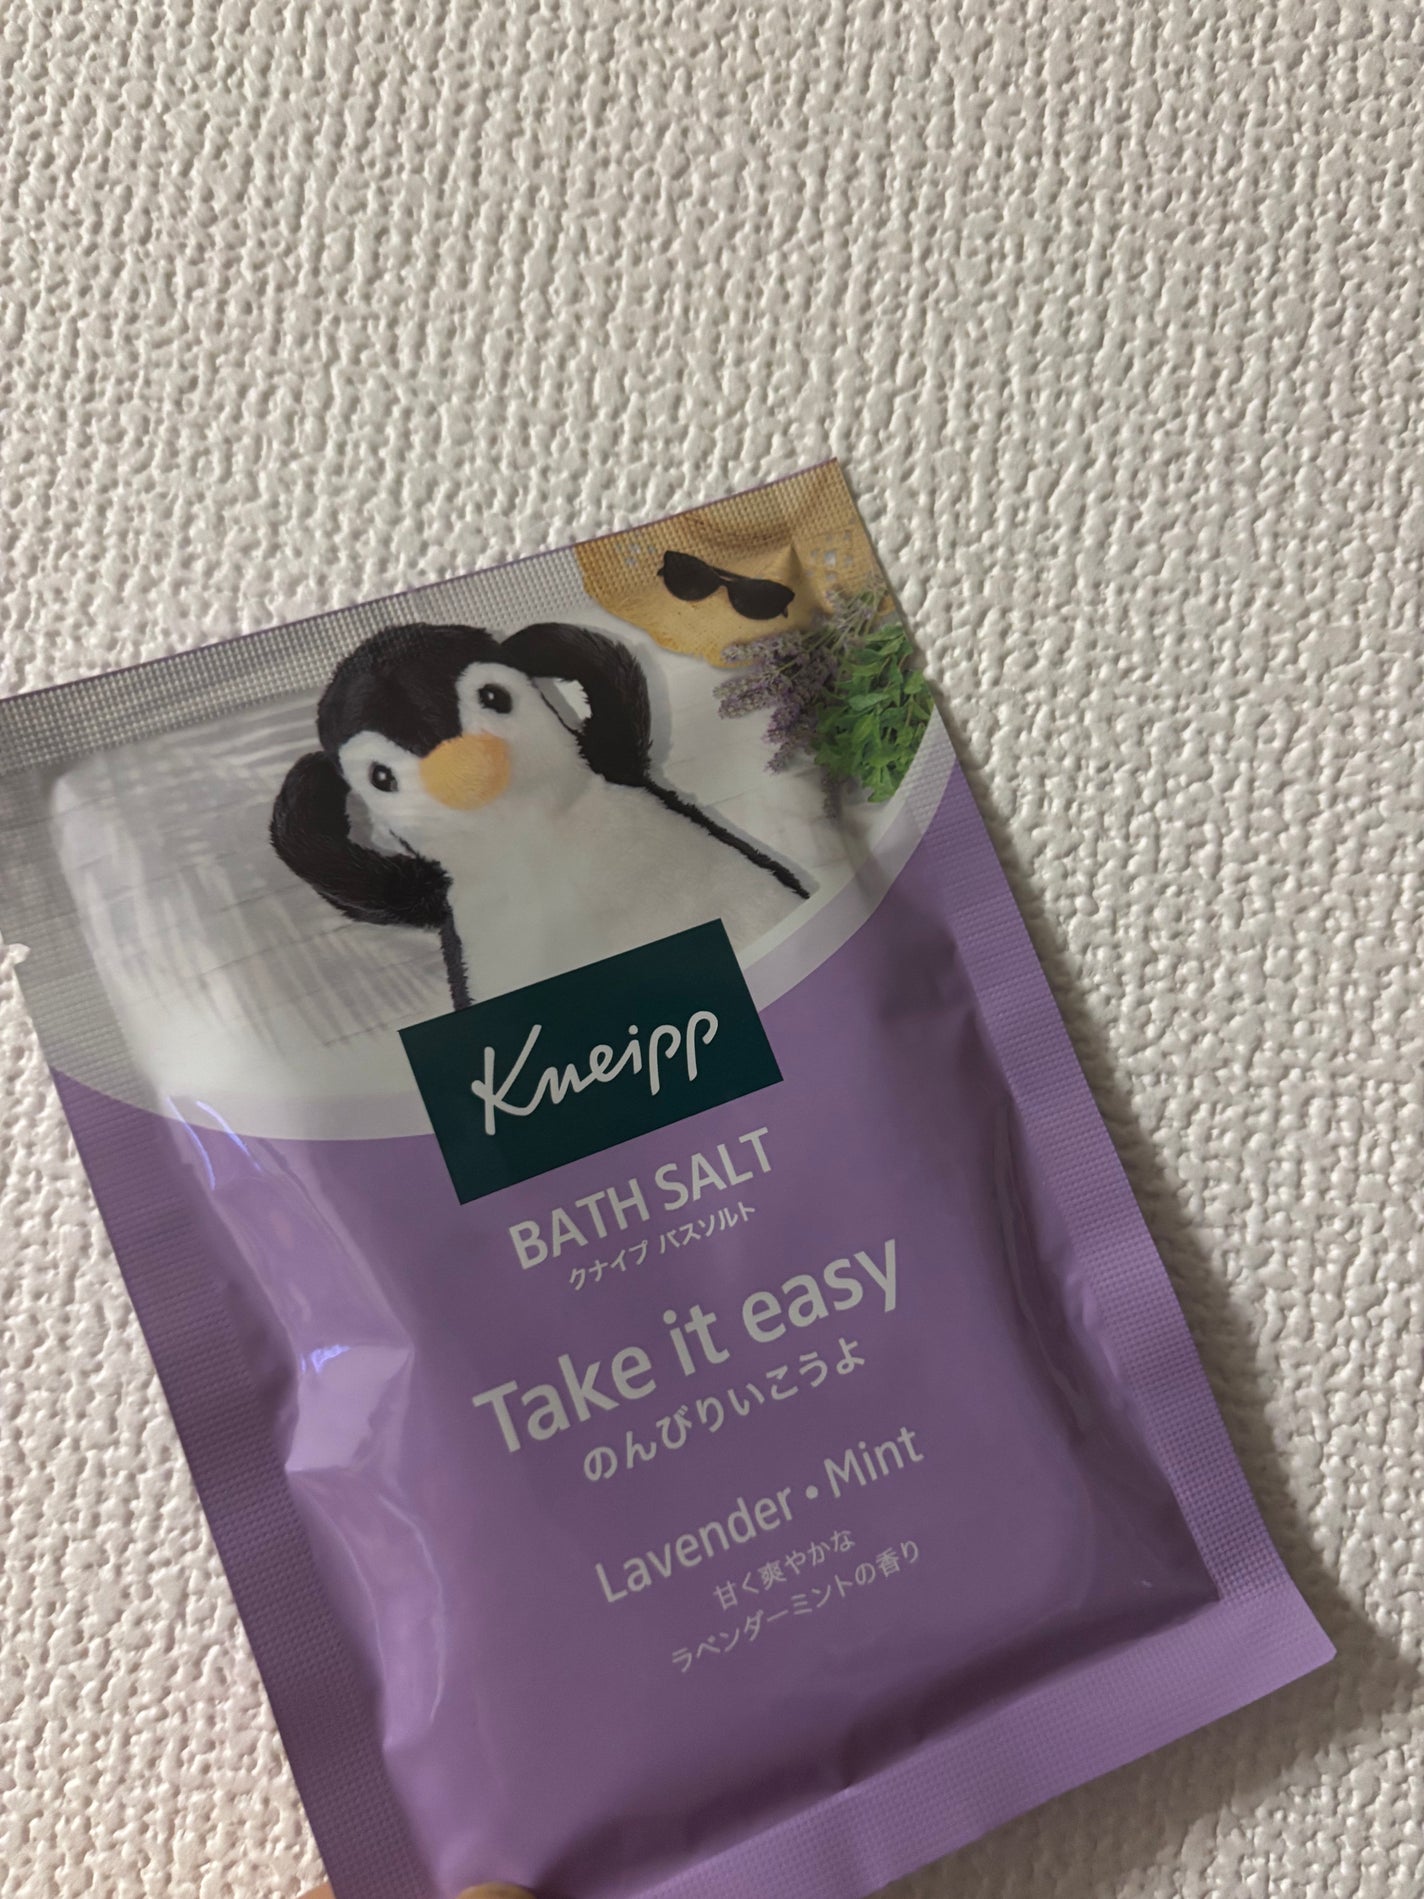 Kneipp
BATH SALT
クナイプ バスソルト
Take it easy
のんびりいこうよ
Lavender・Mint
甘く爽やかな
ラベンダーミントの香り